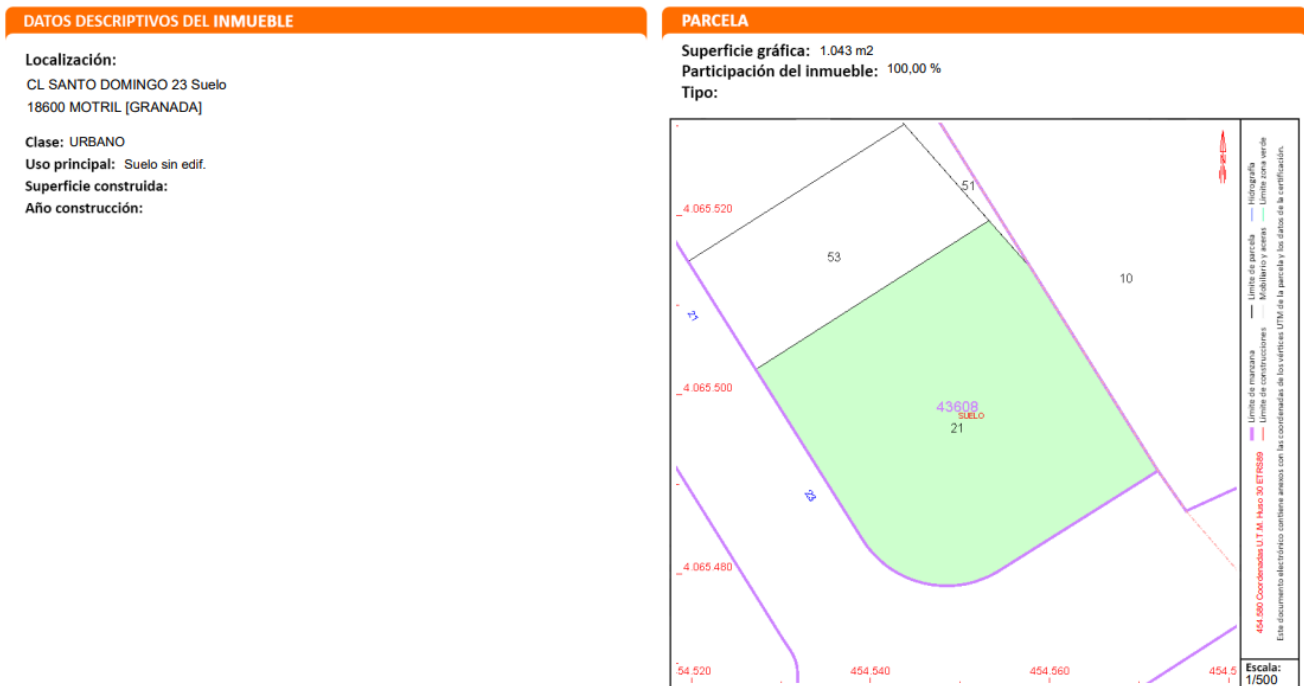 DATOS DESCRIPTIVOS DEL INMUEBLE
Localización:
CL SANTO DOMINGO 23 Suelo
18600 MOTRIL [GRANADA]
Clase: URBANO
Uso principal: Suelo sin edif.
Superficie construida:
Año construcción:
PARCELA
Superficie gráfica: 1.043 m2
Participación del inmueble: 100,00 %
Tipo:
51
4.065.520
53
10
21
4.065.500
43608
SUELO
21
23
4.065.480
54.520
454.540
454.560
454.5
Límite de manzana
Límite de parcela
Hidrografía
Límite de construcciones
Mobiliario y aceras
Límite zona verde
454.580 Coordenadas U.T.M. Huso 30 ETRS89
Este documento electrónico contiene anexos con las coordenadas de los vértices UTM de la parcela y los datos de la certificación.
Escala:
1/500